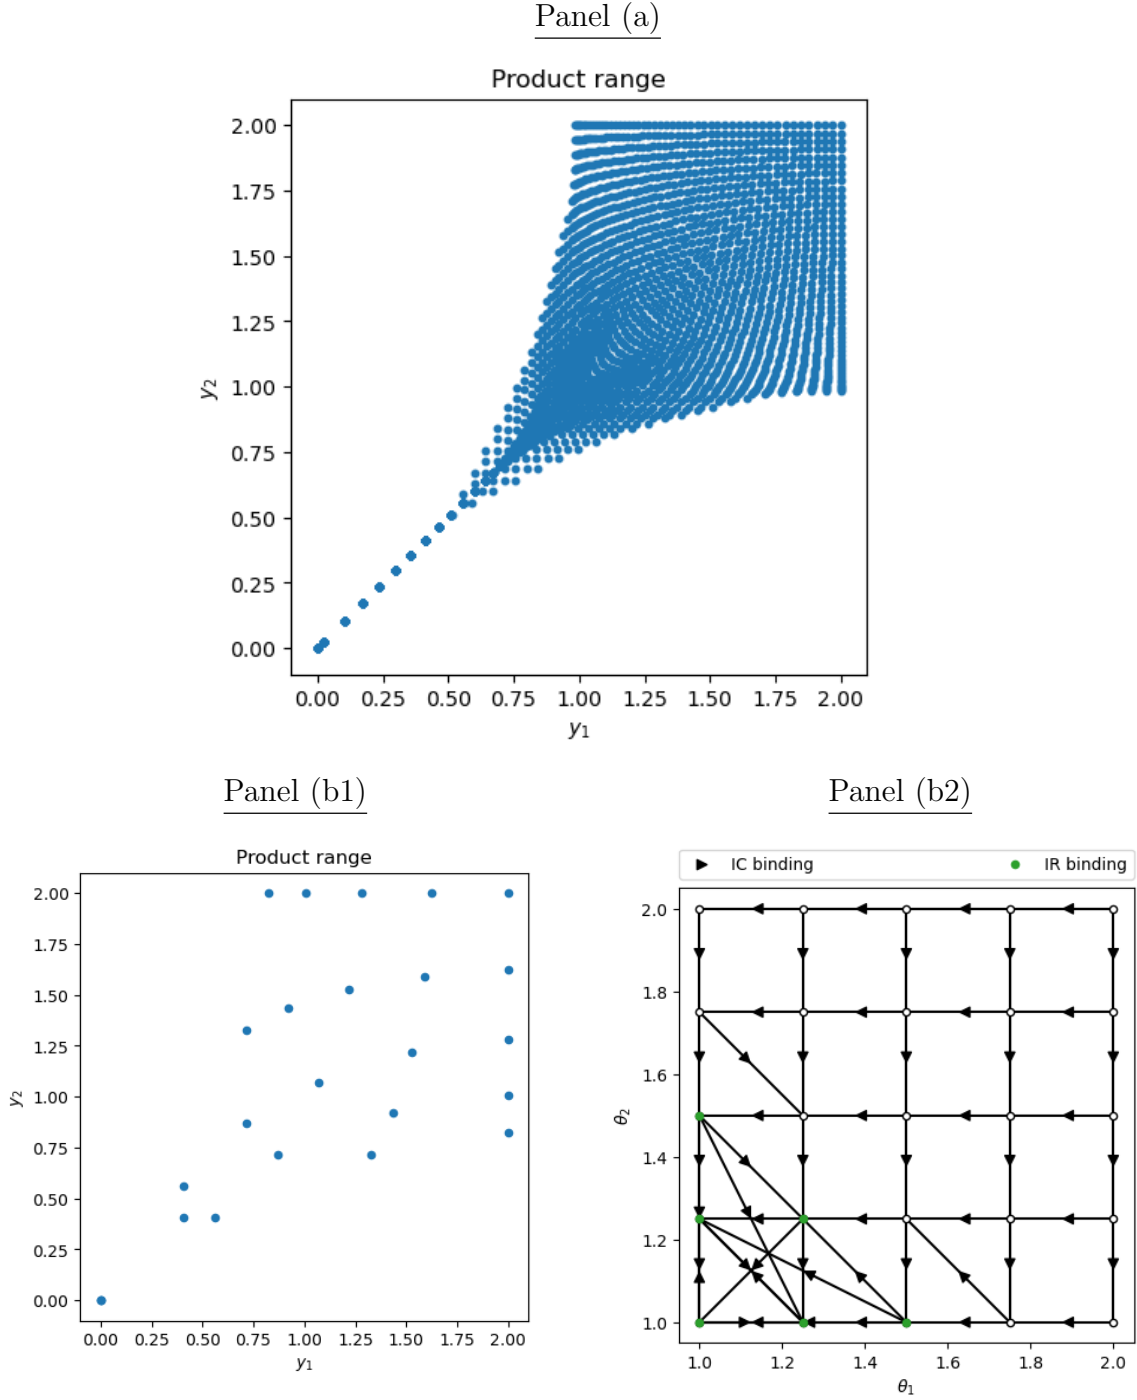 Panel (a)
Product range
2.00
1.75
1.50
1.25
1.00
0.75
0.50
0.25
0.00
y₂
0.00 0.25 0.50 0.75 1.00 1.25 1.50 1.75 2.00
y₁
Panel (b1)
Product range
2.00
1.75
1.50
1.25
1.00
0.75
0.50
0.25
0.00
y₂
0.00 0.25 0.50 0.75 1.00 1.25 1.50 1.75 2.00
y₁
Panel (b2)
IC binding IR binding
2.0
1.8
1.6
1.4
1.2
1.0
θ₂
1.0 1.2 1.4 1.6 1.8 2.0
θ₁